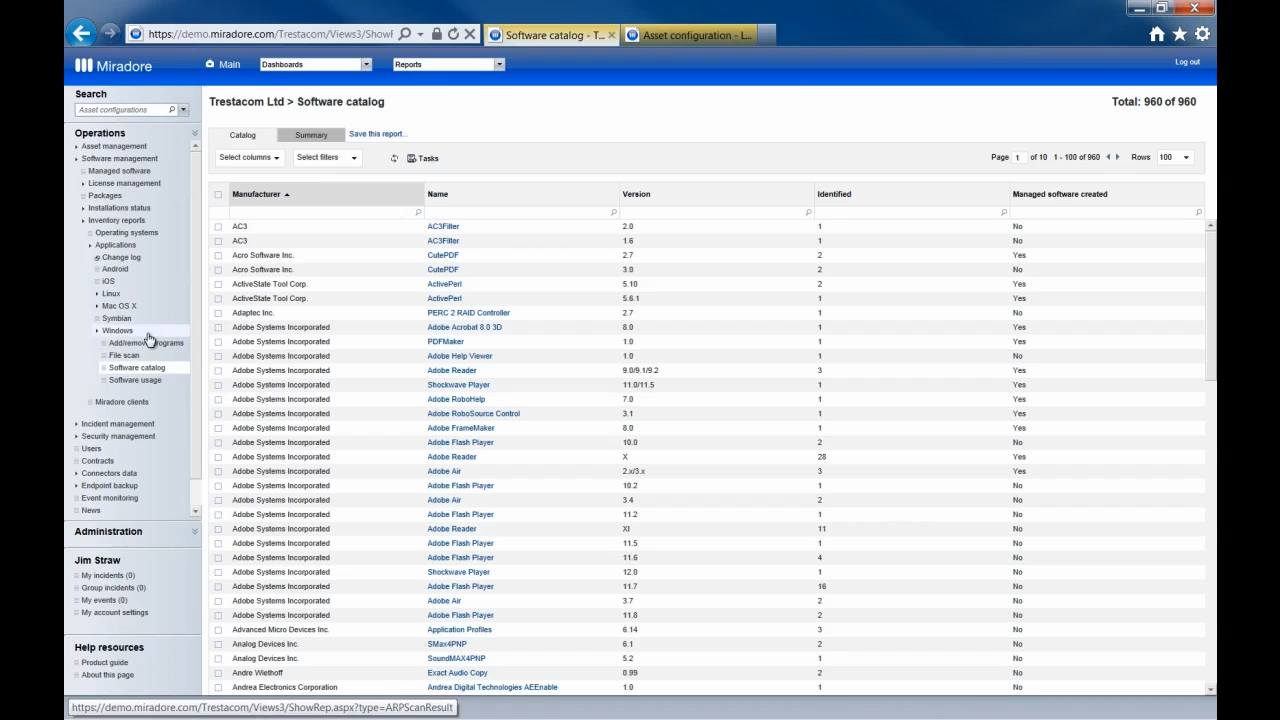 https://demo.miradore.com/Trestacom/Views3/ShowF
Software catalog - T...
Asset configuration - L...
Miradore
Main
Dashboards
Reports
Log out
Search
Asset configurations
Operations
Asset management
Software management
Managed software
License management
Packages
Installations status
Inventory reports
Operating systems
Applications
Change log
Android
iOS
Linux
Mac OS X
Symbian
Windows
Add/remo
rograms
File scan
Software catalog
Software usage
Miradore clients
Incident management
Security management
Users
Contracts
Connectors data
Endpoint backup
Event monitoring
News
Administration
Jim Straw
My incidents (0)
Group incidents (0)
My events (0)
My account settings
Help resources
Product guide
About this page
Trestacom Ltd > Software catalog
Total: 960 of 960
Catalog Summary Save this report...
Select columns Select filters Tasks Page 1 of 10 1 - 100 of 960 Rows 100
Manufacturer Name Version Identified Managed software created
AC3 AC3Filter 2.0 1 No
AC3 AC3Filter 1.6 1 No
Acro Software Inc. CutePDF 2.7 2 Yes
Acro Software Inc. CutePDF 3.0 2 No
ActiveState Tool Corp. ActivePerl 5.10 2 Yes
ActiveState Tool Corp. ActivePerl 5.6.1 1 Yes
Adaptec Inc. PERC 2 RAID Controller 2.7 1 No
Adobe Systems Incorporated Adobe Acrobat 8.0 3D 8.0 1 Yes
Adobe Systems Incorporated PDFMaker 1.0 1 Yes
Adobe Systems Incorporated Adobe Help Viewer 1.0 1 No
Adobe Systems Incorporated Adobe Reader 9.0/9.1/9.2 3 Yes
Adobe Systems Incorporated Shockwave Player 11.0/11.5 1 Yes
Adobe Systems Incorporated Adobe RoboHelp 7.0 1 Yes
Adobe Systems Incorporated Adobe RoboSource Control 3.1 1 Yes
Adobe Systems Incorporated Adobe FrameMaker 8.0 1 Yes
Adobe Systems Incorporated Adobe Flash Player 10.0 2 No
Adobe Systems Incorporated Adobe Reader X 28 Yes
Adobe Systems Incorporated Adobe Air 2.x/3.x 3 Yes
Adobe Systems Incorporated Adobe Flash Player 10.2 1 No
Adobe Systems Incorporated Adobe Air 3.4 2 No
Adobe Systems Incorporated Adobe Flash Player 11.2 1 No
Adobe Systems Incorporated Adobe Reader XI 11 No
Adobe Systems Incorporated Adobe Flash Player 11.5 1 No
Adobe Systems Incorporated Adobe Flash Player 11.6 4 No
Adobe Systems Incorporated Shockwave Player 12.0 1 No
Adobe Systems Incorporated Adobe Flash Player 11.7 16 No
Adobe Systems Incorporated Adobe Air 3.7 2 No
Adobe Systems Incorporated Adobe Flash Player 11.8 2 No
Advanced Micro Devices Inc. Application Profiles 6.14 3 No
Analog Devices Inc. SMax4PNP 6.1 2 No
Analog Devices Inc. SoundMAX4PNP 5.2 1 No
Andre Wiethoff Exact Audio Copy 0.99 1 No
Andrea Electronics Corporation Andrea Digital Technologies AEEnable 1.0 1 No
https://demo.miradore.com/Trestacom/Views3/ShowRep.aspx?type=ARPScanResult